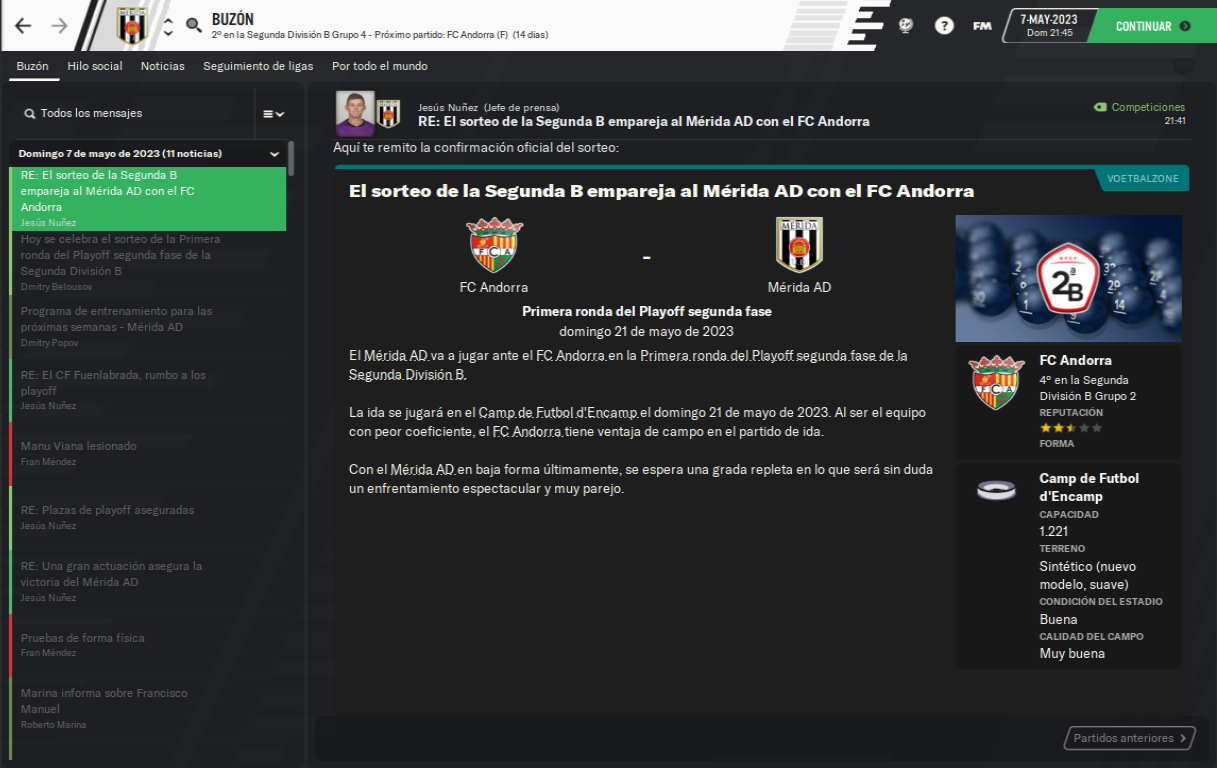 MERIDA
BUZÓN
2º en la Segunda División B Grupo 4 - Próximo partido: FC Andorra (F) (14 días)
?
FM
7-MAY-2023
Dom 21:45
CONTINUAR
Buzón
Hilo social
Noticias
Seguimiento de ligas
Por todo el mundo
Todos los mensajes
Domingo 7 de mayo de 2023 (11 noticias)
RE: El sorteo de la Segunda B
empareja al Mérida AD con el FC
Andorra
Jesús Nuñez
Hoy se celebra el sorteo de la Primera
ronda del Playoff segunda fase de la
Segunda División B
Dmitry Belousov
Programa de entrenamiento para las
próximas semanas - Mérida AD
Dmitry Popov
RE: El CF Fuenlabrada, rumbo a los
playoff
Jesús Nuñez
Manu Viana lesionado
Fran Méndez
RE: Plazas de playoff aseguradas
Jesús Nuñez
RE: Una gran actuación asegura la
victoria del Mérida AD
Jesús Nuñez
Pruebas de forma física
Fran Méndez
Marina informa sobre Francisco
Manuel
Roberto Marina
Jesús Nuñez (Jefe de prensa)
RE: El sorteo de la Segunda B empareja al Mérida AD con el FC Andorra
Competiciones
21:41
Aquí te remito la confirmación oficial del sorteo:
VOETBALZONE
El sorteo de la Segunda B empareja al Mérida AD con el FC Andorra
FCA
-
MERIDA
FC Andorra
Mérida AD
Primera ronda del Playoff segunda fase
domingo 21 de mayo de 2023
El Mérida AD va a jugar ante el FC Andorra en la Primera ronda del Playoff segunda fase de la
Segunda División B.
La ida se jugará en el Camp de Futbol d'Encamp el domingo 21 de mayo de 2023. Al ser el equipo
con peor coeficiente, el FC Andorra tiene ventaja de campo en el partido de ida.
Con el Mérida AD en baja forma últimamente, se espera una grada repleta en lo que será sin duda
un enfrentamiento espectacular y muy parejo.
2ªB
FCA
FC Andorra
4º en la Segunda
División B Grupo 2
REPUTACIÓN
FORMA
Camp de Futbol
d'Encamp
CAPACIDAD
1.221
TERRENO
Sintético (nuevo
modelo, suave)
CONDICIÓN DEL ESTADIO
Buena
CALIDAD DEL CAMPO
Muy buena
Partidos anteriores